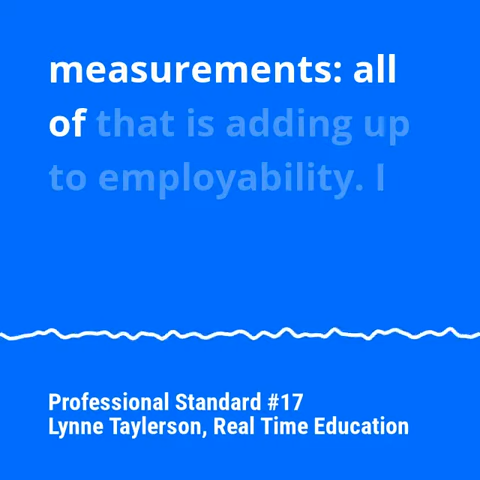 measurements: all
of that is adding up
to employability. I
Professional Standard #17
Lynne Taylerson, Real Time Education